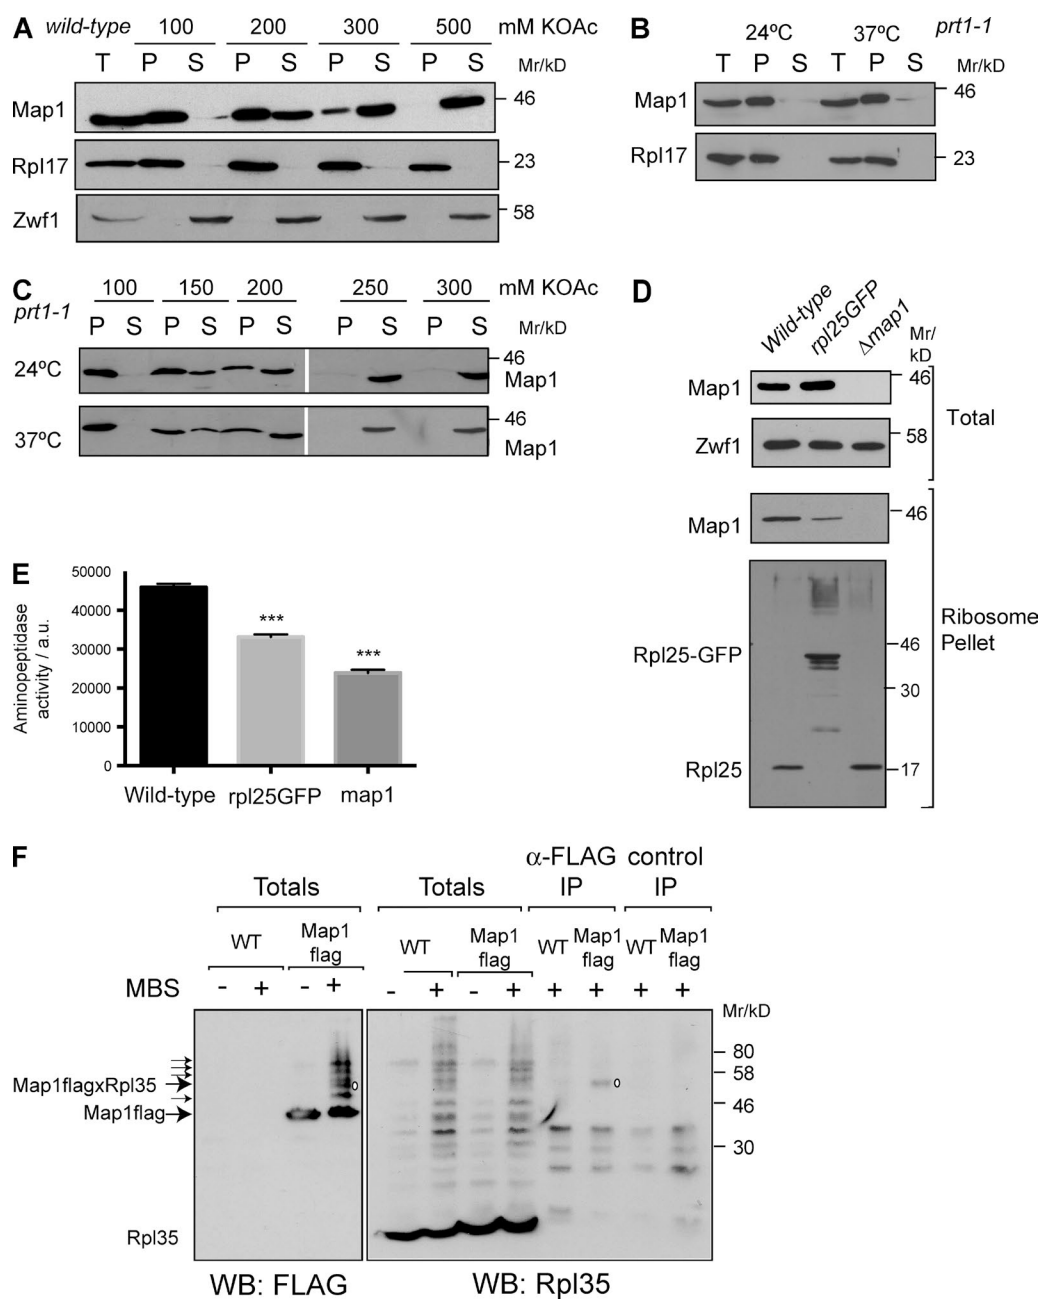 A wild-type 100 200 300 500 mM KOAc
T P S P S P S P S Mr/kD
Map1 46
Rpl17 23
Zwf1 58
B 24ºC 37ºC prt1-1
T P S T P S Mr/kD
Map1 46
Rpl17 23
C 100 150 200 250 300 mM KOAc
prt1-1 P S P S P S P S P S Mr/kD
24ºC 46
Map1
37ºC 46
Map1
D Wild-type rpl25GFP Δmap1 Mr/
kD
Map1 46
Total
Zwf1 58
Map1 46
Ribosome
Pellet
Rpl25-GFP 46
30
Rpl25 17
E
Aminopeptidase
activity / a.u.
50000
40000
30000
20000
10000
0
*** ***
Wild-type rpl25GFP map1
F
α-FLAG control
Totals Totals IP IP
WT Map1
flag
WT Map1
flag
WT Map1
flag
WT Map1
flag
MBS - + - + - + - + + + + +
Mr/kD
80
58
Map1flagxRpl35
46
Map1flag
30
Rpl35
WB: FLAG WB: Rpl35